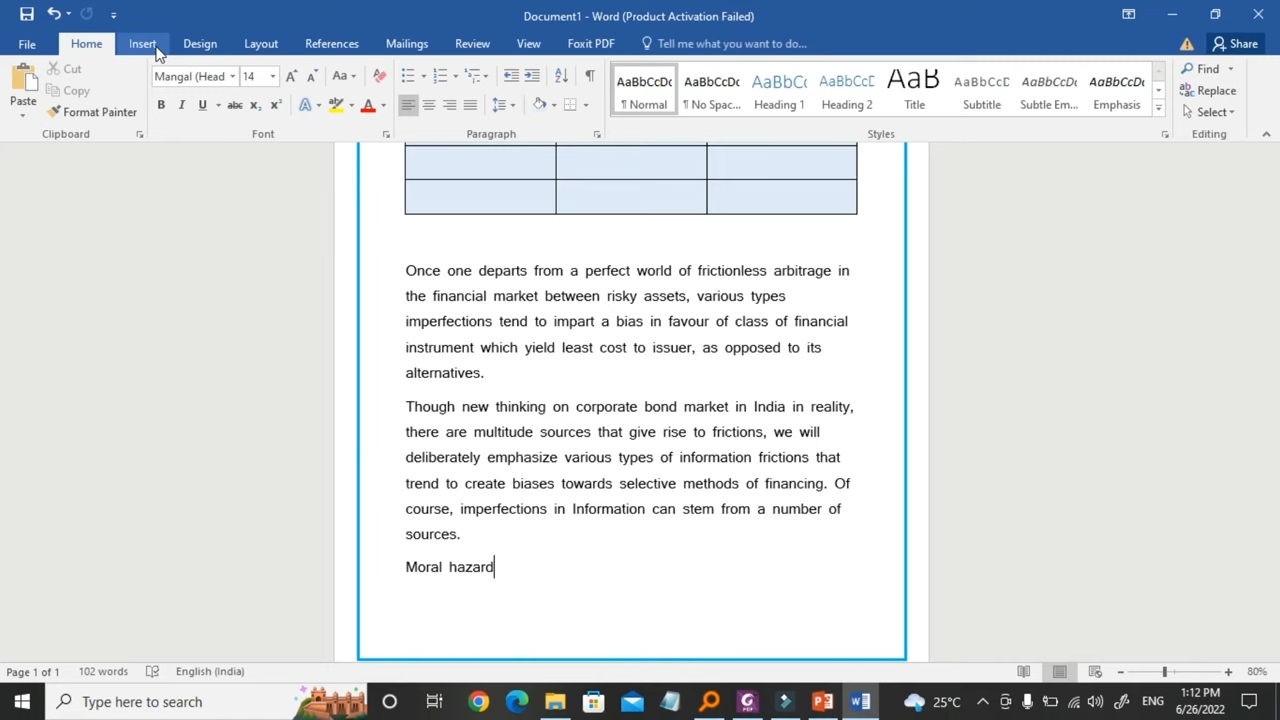 Document1 - Word (Product Activation Failed)
File Home Insert Design Layout References Mailings Review View Foxit PDF Tell me what you want to do... Share
Paste
Cut
Copy
Format Painter
Mangal (Head 14 Aa
B I U abc X₂ X² A A
AaBbCcDc AaBbCcDc AaBbCc AaBbCcD AaB AaBbCcD AaBbCcDc AaBbCcDc
¶ Normal ¶ No Spac... Heading 1 Heading 2 Title Subtitle Subtle Em... Emphasis
Find
Replace
Select
Clipboard Font Paragraph Styles Editing
Once one departs from a perfect world of frictionless arbitrage in
the financial market between risky assets, various types
imperfections tend to impart a bias in favour of class of financial
instrument which yield least cost to issuer, as opposed to its
alternatives.
Though new thinking on corporate bond market in India in reality,
there are multitude sources that give rise to frictions, we will
deliberately emphasize various types of information frictions that
trend to create biases towards selective methods of financing. Of
course, imperfections in Information can stem from a number of
sources.
Moral hazard
Page 1 of 1 102 words English (India) 80%
Type here to search 25°C ENG 1:12 PM
6/26/2022